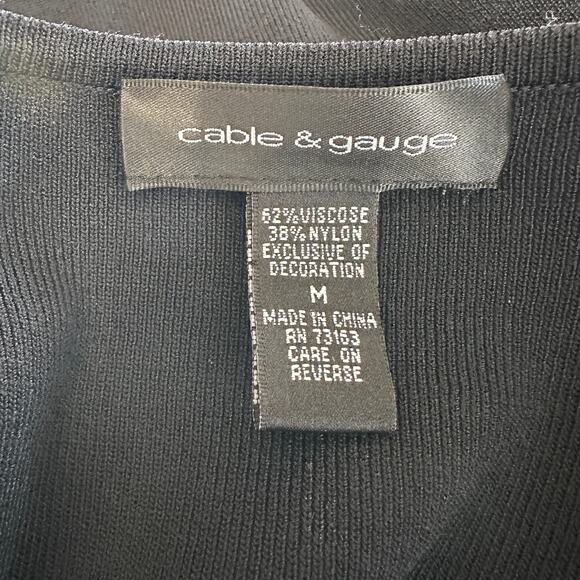 cable & gauge
62%VISCOSE
38%NYLON
EXCLUSIVE OF
DECORATION
M
MADE IN CHINA
RN 73163
CARE ON
REVERSE